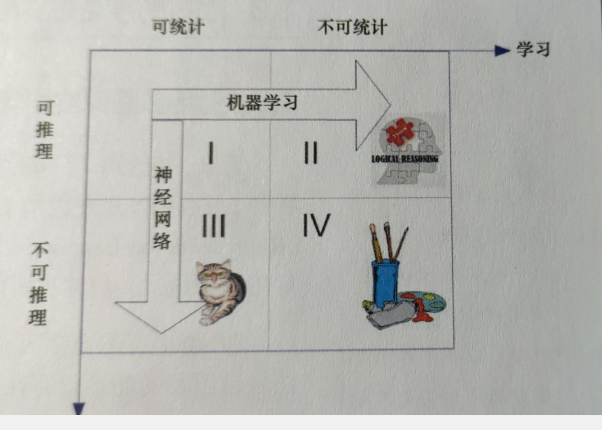 可统计
不可统计
学习
可推理
机器学习
I
II
LOGICAL REASONING
神经网络
III
IV
不可推理